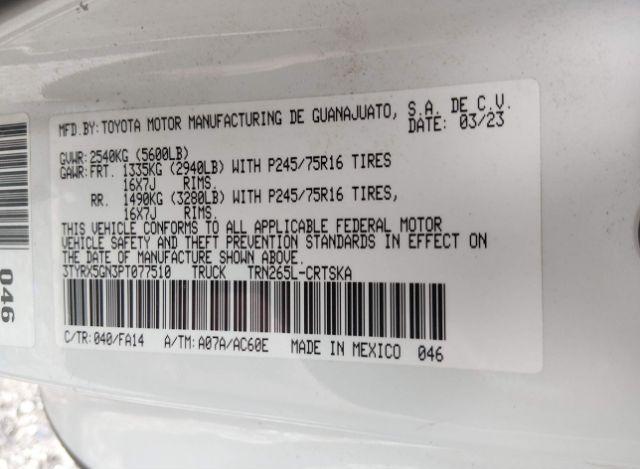 MFD.BY:TOYOTA MOTOR MANUFACTURING DE GUANAJUATO, S.A. DE C.V.
DATE: 03/23
GVWR:2540KG (5600LB)
GAWR:FRT. 1335KG (2940LB) WITH P245/75R16 TIRES
16X7J RIMS.
RR. 1490KG (3280LB) WITH P245/75R16 TIRES,
16X7J RIMS.
THIS VEHICLE CONFORMS TO ALL APPLICABLE FEDERAL MOTOR
VEHICLE SAFETY AND THEFT PREVENTION STANDARDS IN EFFECT ON
THE DATE OF MANUFACTURE SHOWN ABOVE.
3TYRX5GN3PT077510 TRUCK TRN265L-CRTSKA
C/TR:040/FA14 A/TM:A07A/AC60E MADE IN MEXICO 046
046